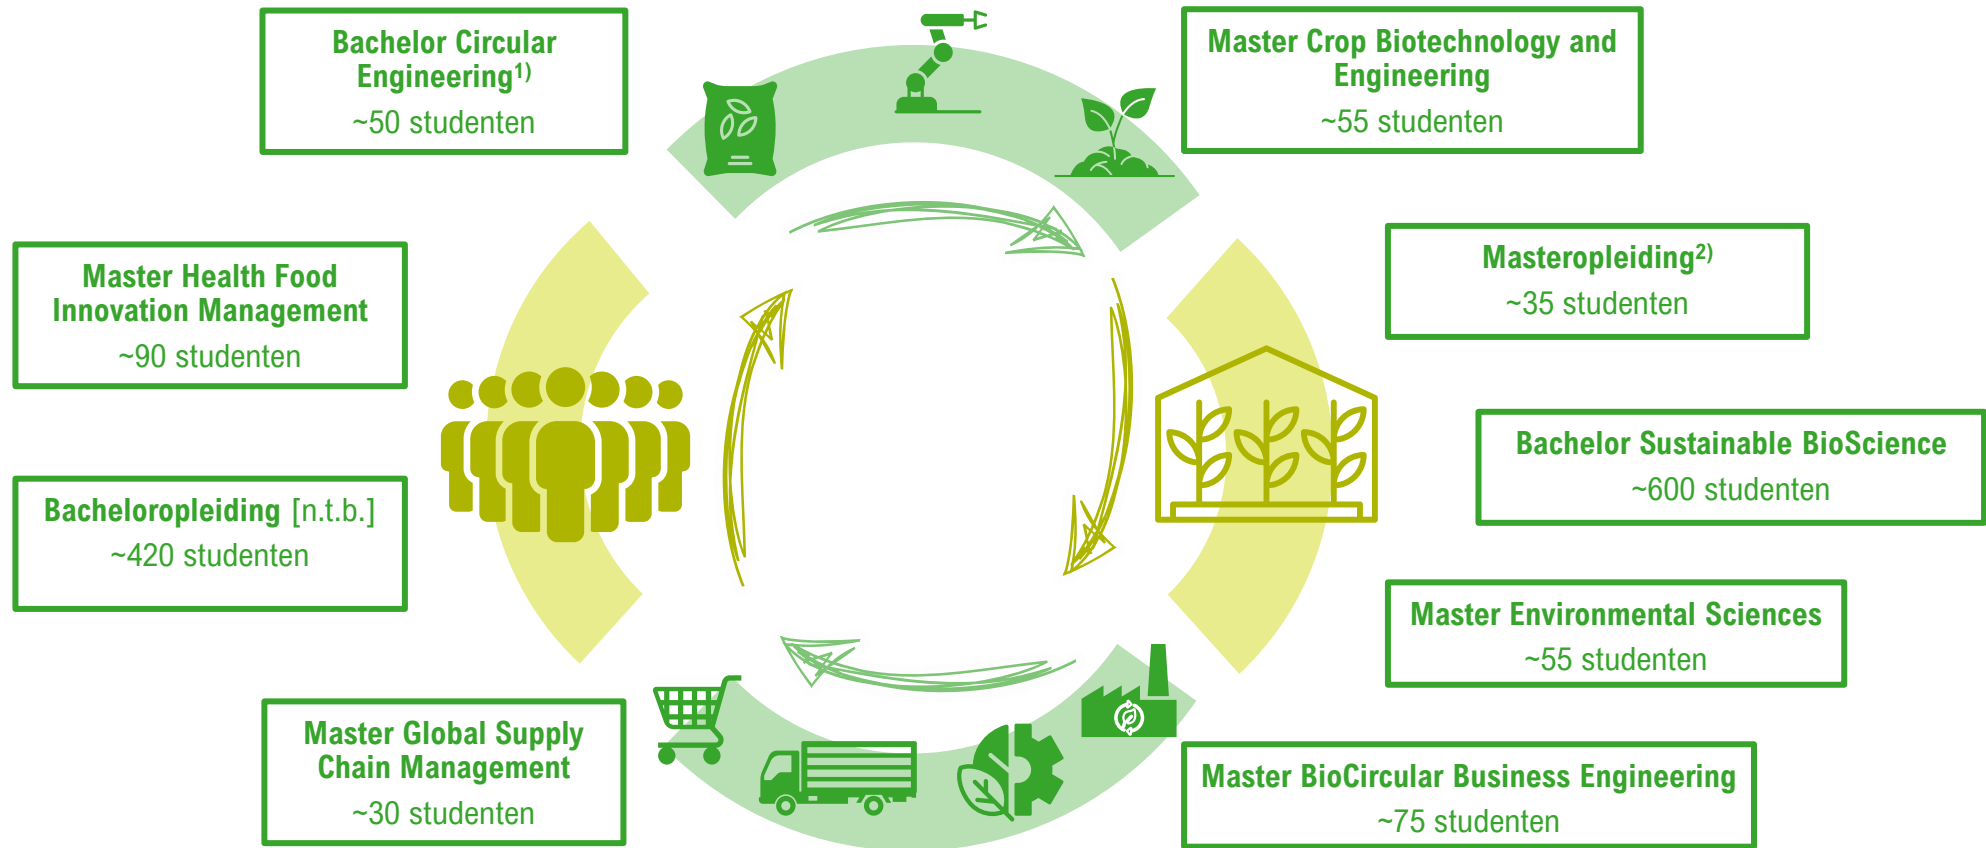 Bachelor Circular
Engineering¹⁾
~50 studenten
Master Crop Biotechnology and
Engineering
~55 studenten
Master Health Food
Innovation Management
~90 studenten
Masteropleiding²⁾
~35 studenten
Bachelor Sustainable BioScience
~600 studenten
Bacheloropleiding [n.t.b.]
~420 studenten
Master Environmental Sciences
~55 studenten
Master Global Supply
Chain Management
~30 studenten
Master BioCircular Business Engineering
~75 studenten